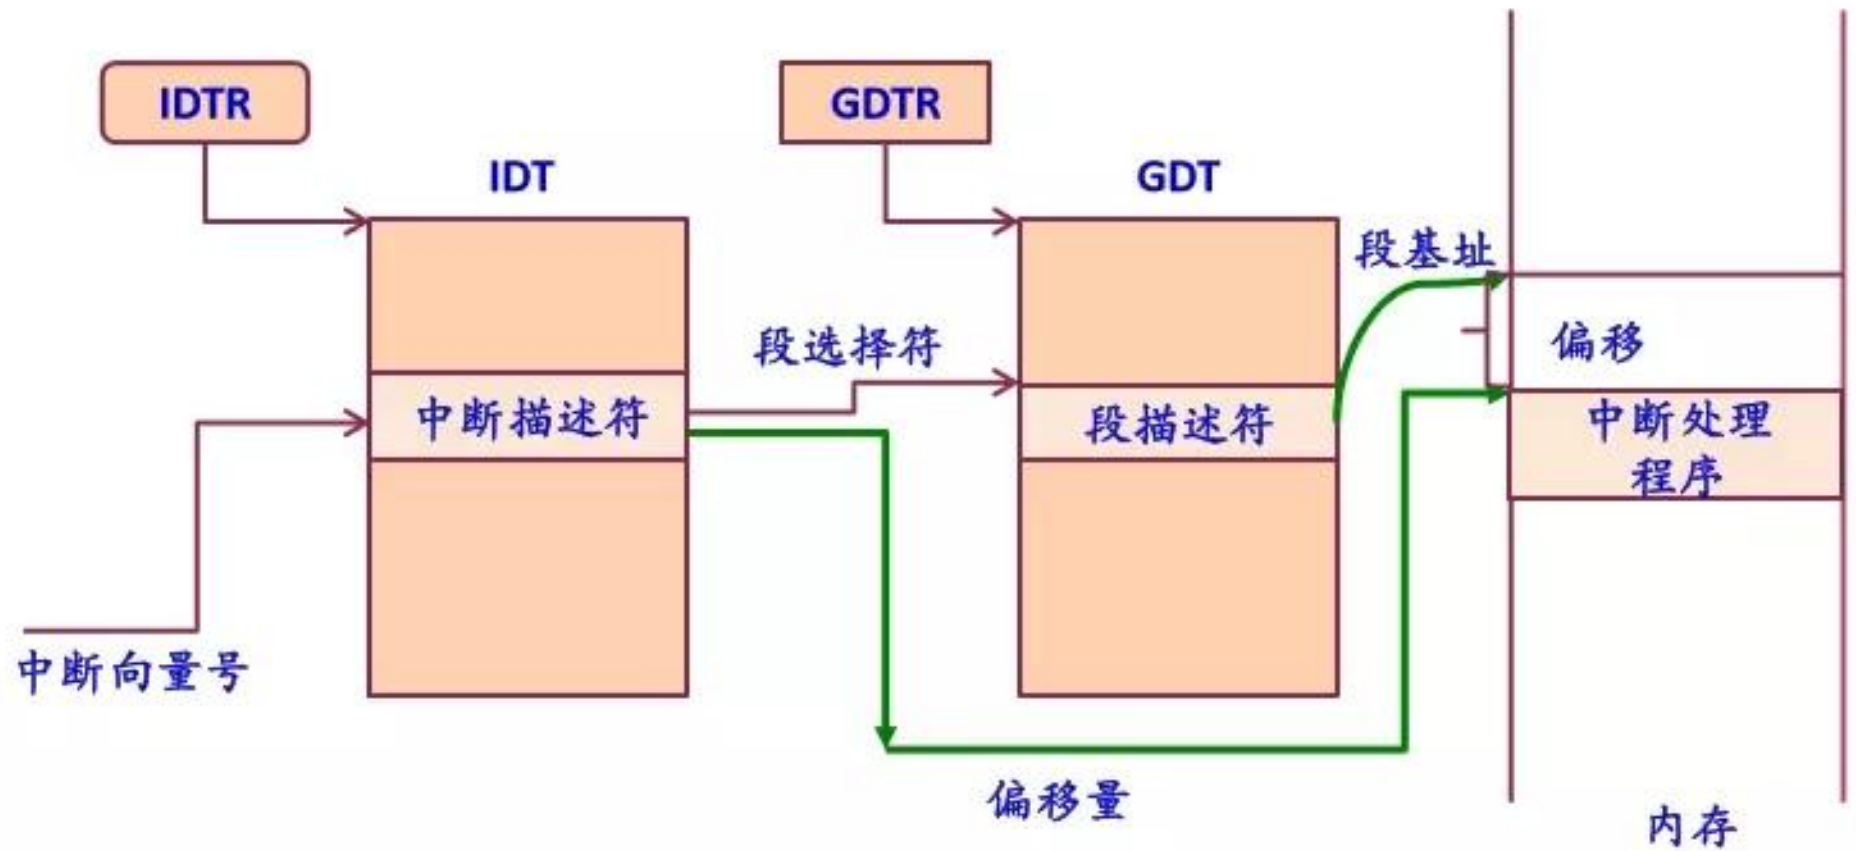 IDTR
GDTR
IDT
GDT
段基址
段选择符
偏移
中断描述符
段描述符
中断处理
程序
中断向量号
偏移量
内存